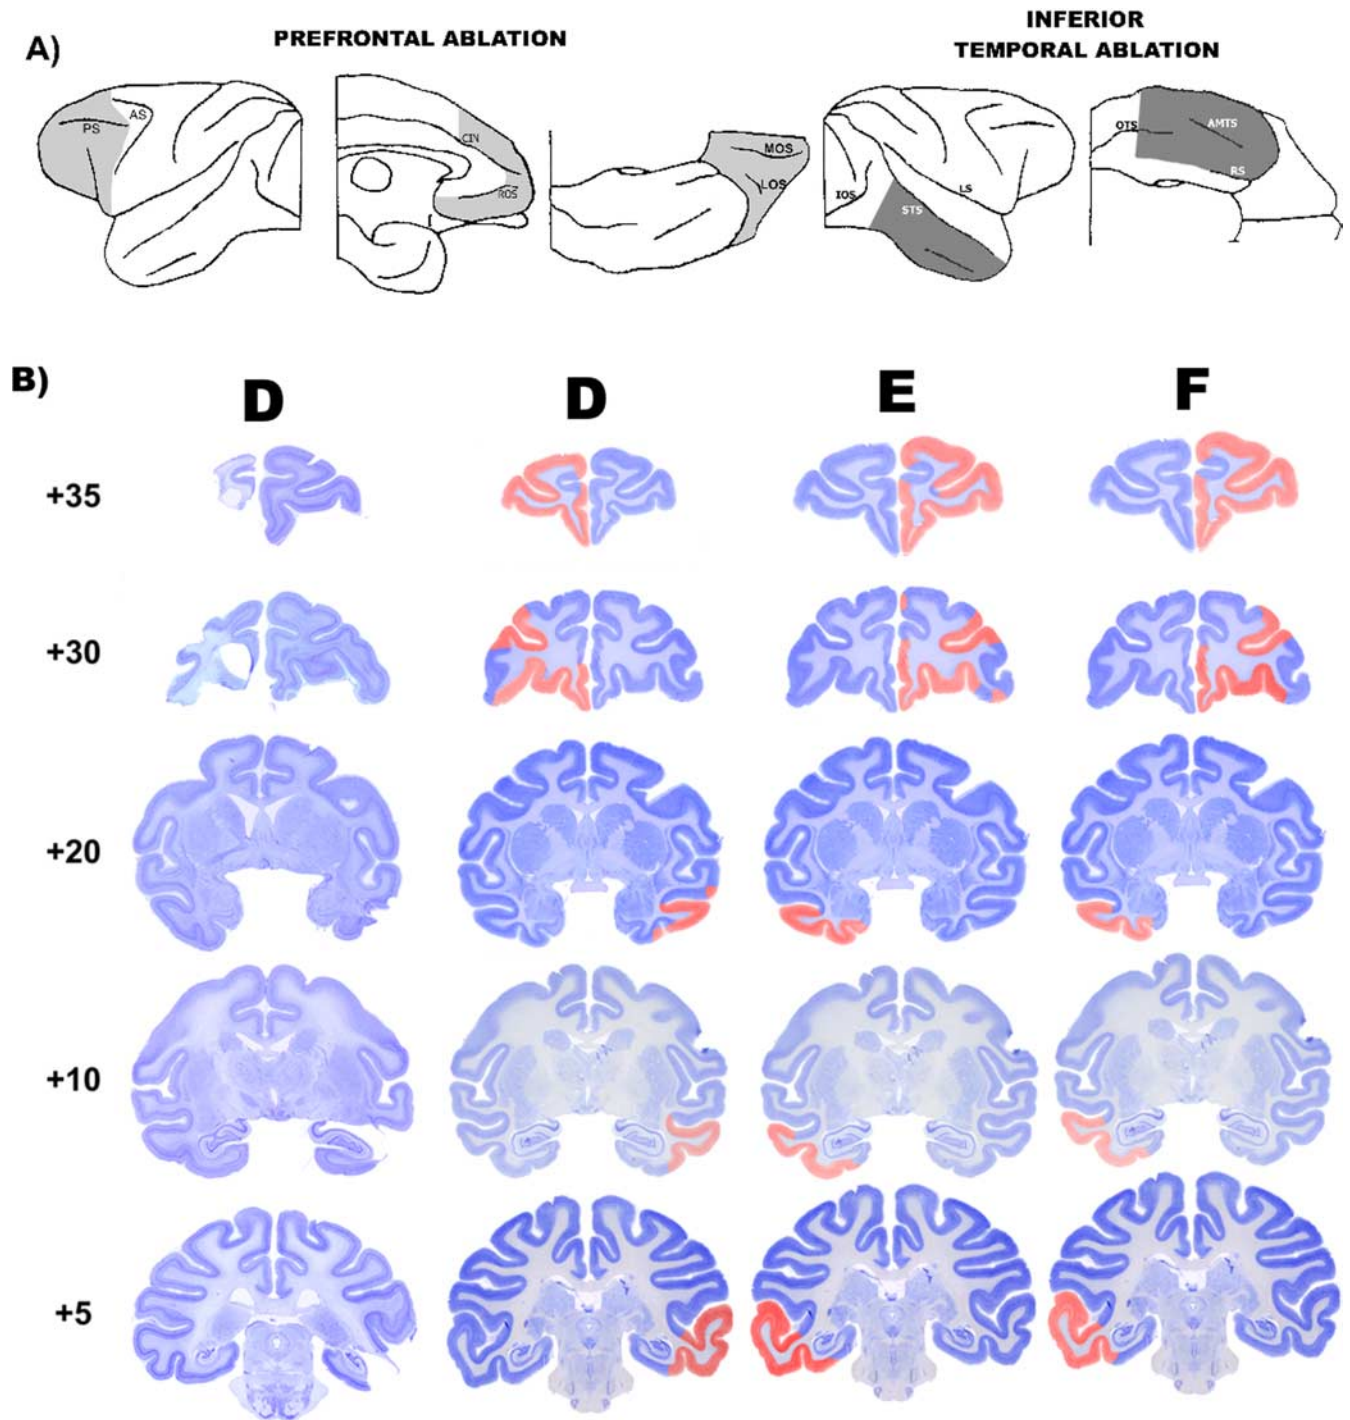 A)
PREFRONTAL ABLATION
INFERIOR
TEMPORAL ABLATION
PS
AS
CIN
ROS
MOS
LOS
IOS
STS
LS
OTS
AMTS
RS
B)
D D E F
+35
+30
+20
+10
+5